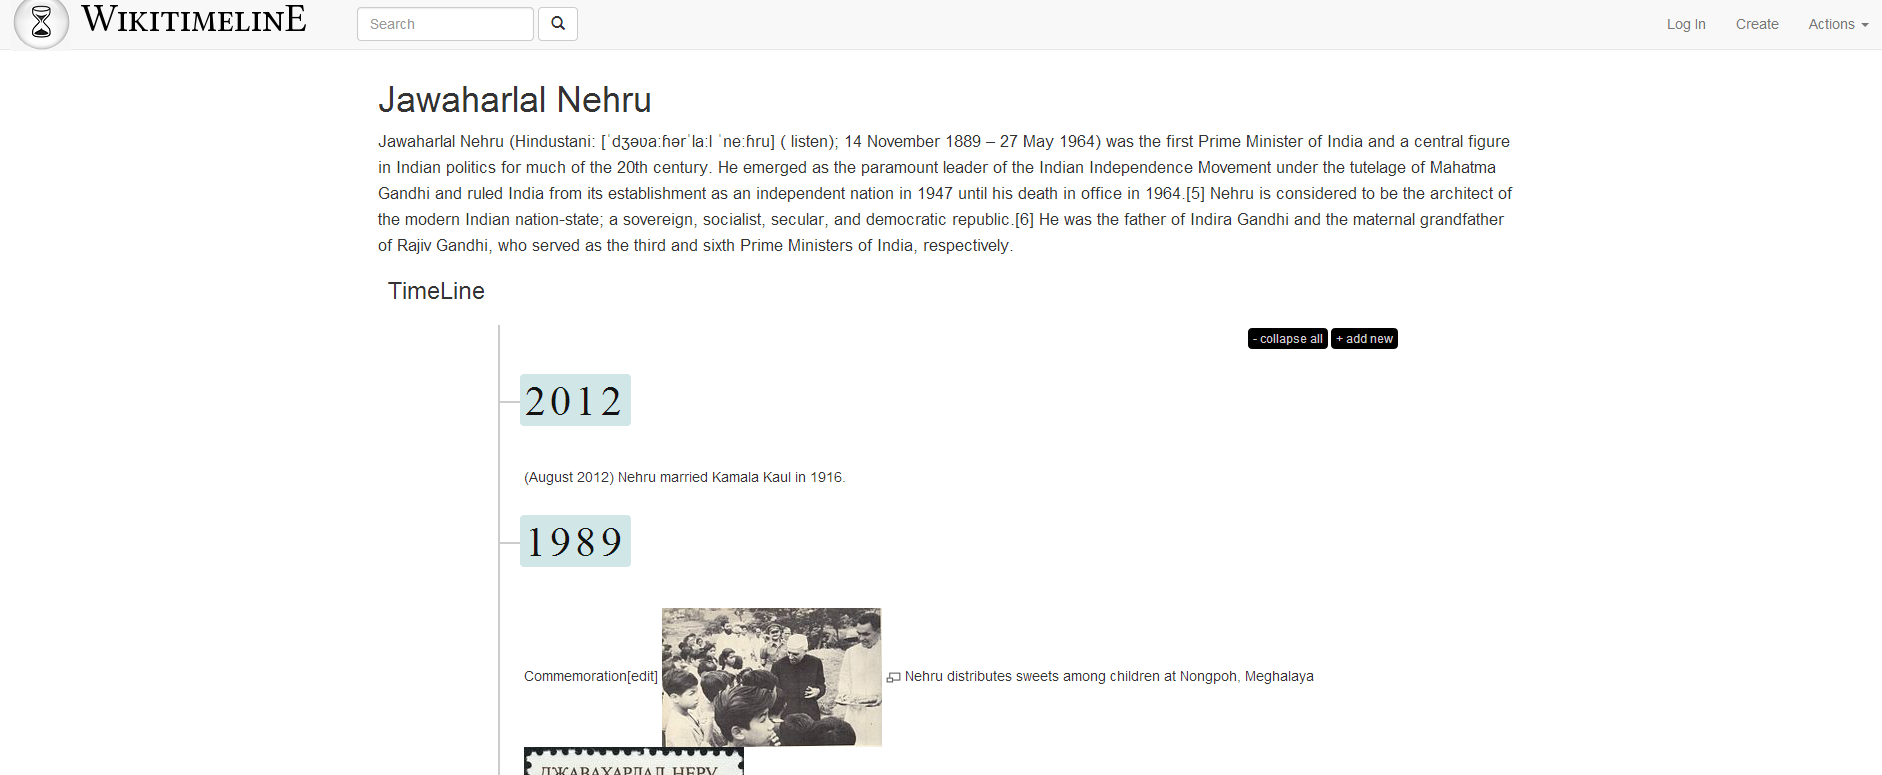 WIKITIMELINE
Search
Log In
Create
Actions
Jawaharlal Nehru
Jawaharlal Nehru (Hindustani: [ˈdʒəʋaːɦərˈlaːl ˈneːɦru] ( listen); 14 November 1889 – 27 May 1964) was the first Prime Minister of India and a central figure
in Indian politics for much of the 20th century. He emerged as the paramount leader of the Indian Independence Movement under the tutelage of Mahatma
Gandhi and ruled India from its establishment as an independent nation in 1947 until his death in office in 1964.[5] Nehru is considered to be the architect of
the modern Indian nation-state; a sovereign, socialist, secular, and democratic republic.[6] He was the father of Indira Gandhi and the maternal grandfather
of Rajiv Gandhi, who served as the third and sixth Prime Ministers of India, respectively.
TimeLine
- collapse all
+ add new
2012
(August 2012) Nehru married Kamala Kaul in 1916.
1989
Commemoration[edit]
Nehru distributes sweets among children at Nongpoh, Meghalaya
ДЖАВАХАРЛАЛ НЕРУ